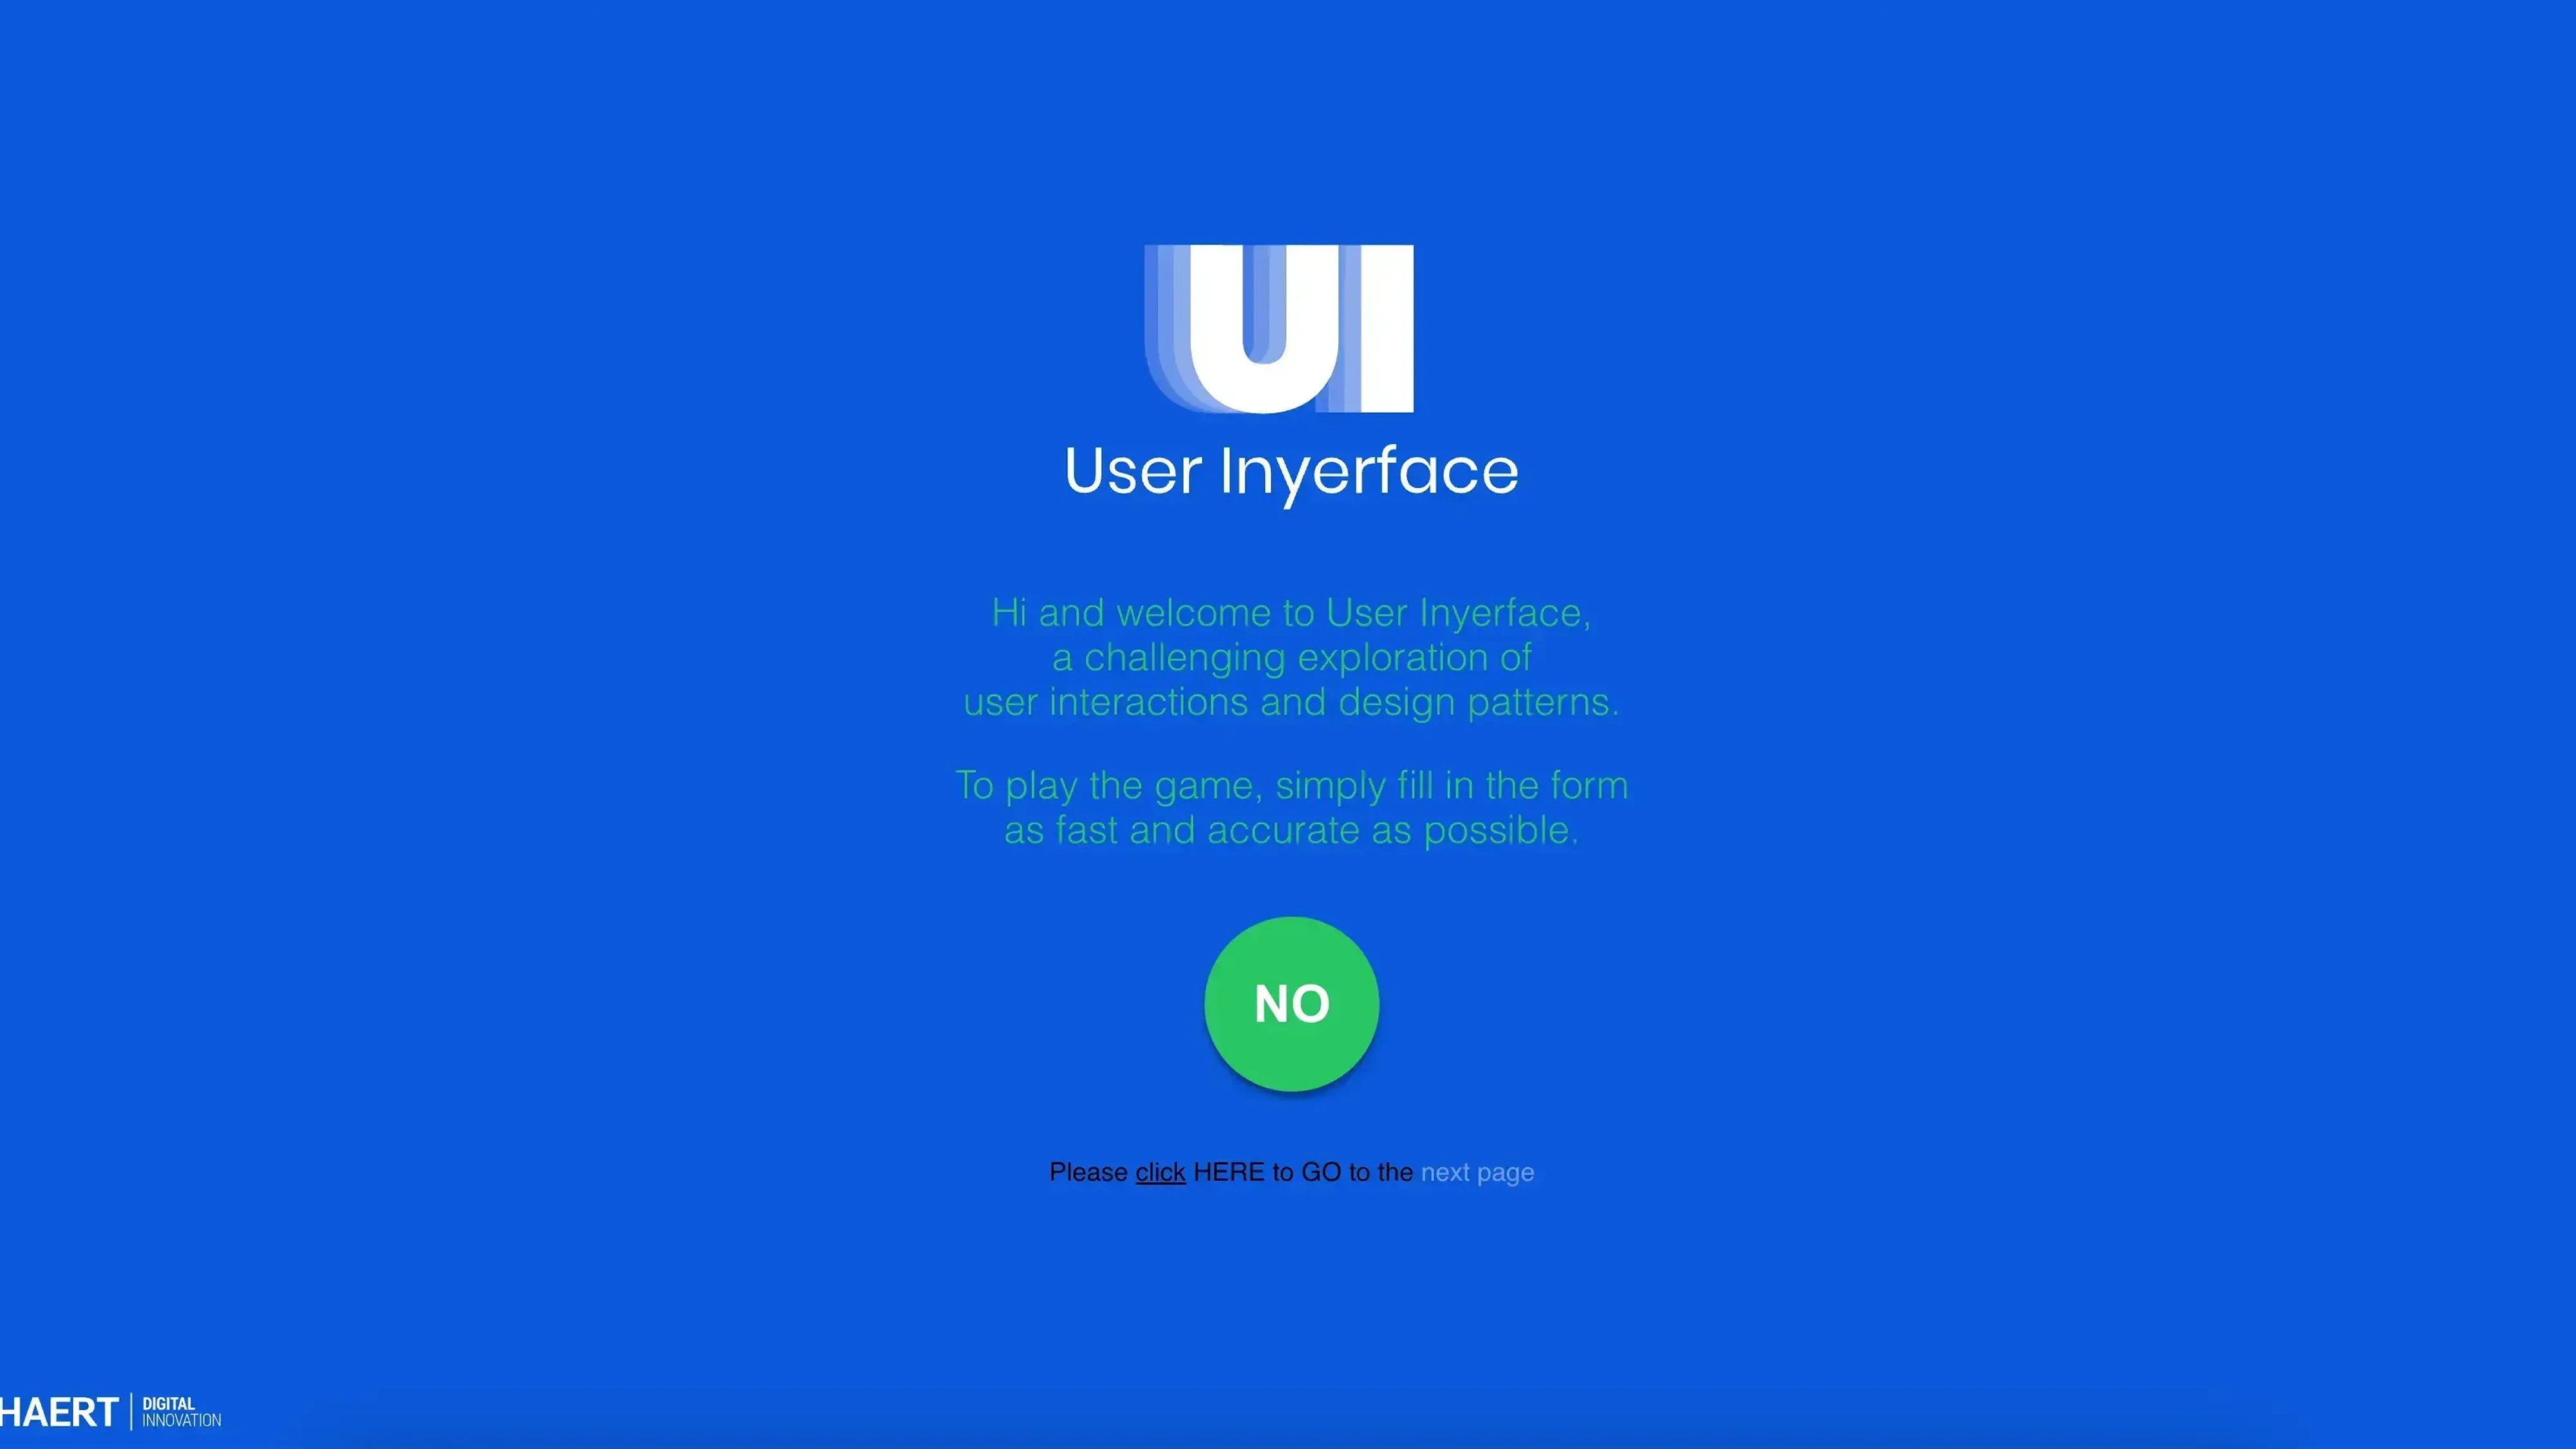 UI
User Inyerface
Hi and welcome to User Inyerface,
a challenging exploration of
user interactions and design patterns.
To play the game, simply fill in the form
as fast and accurate as possible.
NO
Please click HERE to GO to the next page
HAERT
DIGITAL
INNOVATION